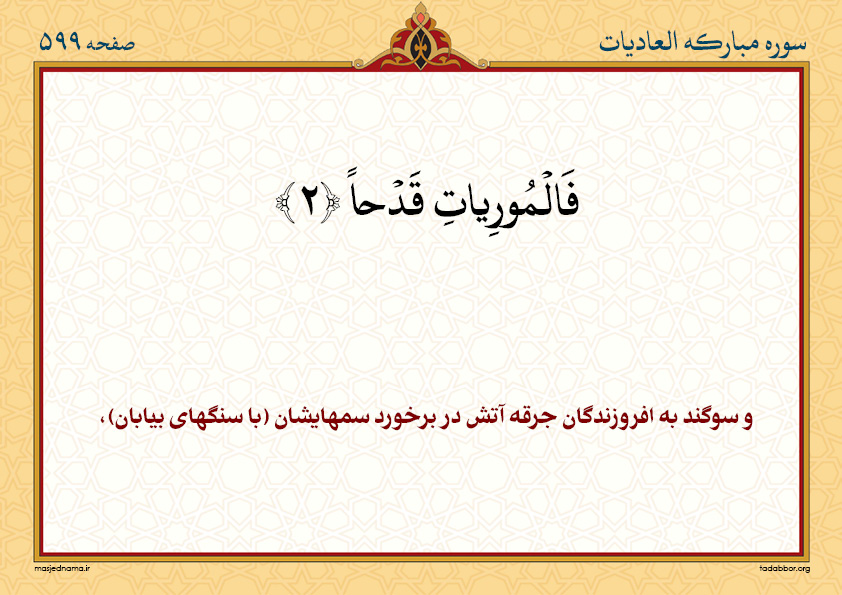 سوره مبارکه العادیات
صفحه ۵۹۹
فَالْمُورِیاتِ قَدْحاً ﴿۲﴾
و سوگند به افروزندگان جرقه آتش در برخورد سمهایشان (با سنگهای بیابان)،
masjednama.ir
tadabbor.org